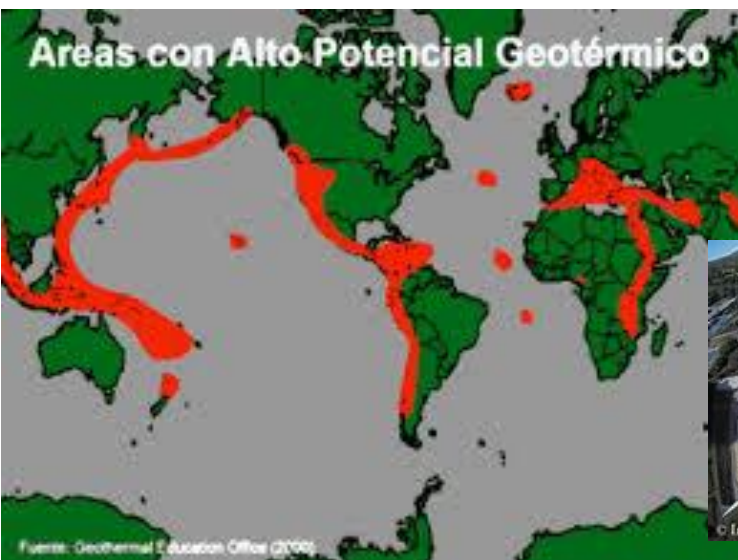 Areas con Alto Potencial Geotérmico
Fuente: Geothermal Education Office (2000)
©